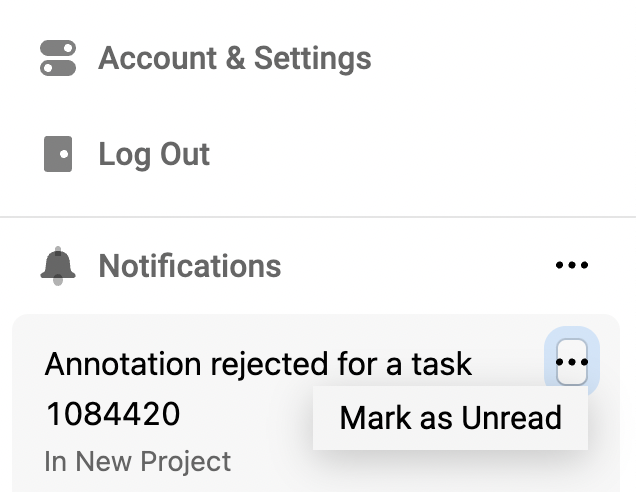 Account & Settings
Log Out
Notifications
Annotation rejected for a task
1084420
Mark as Unread
In New Project